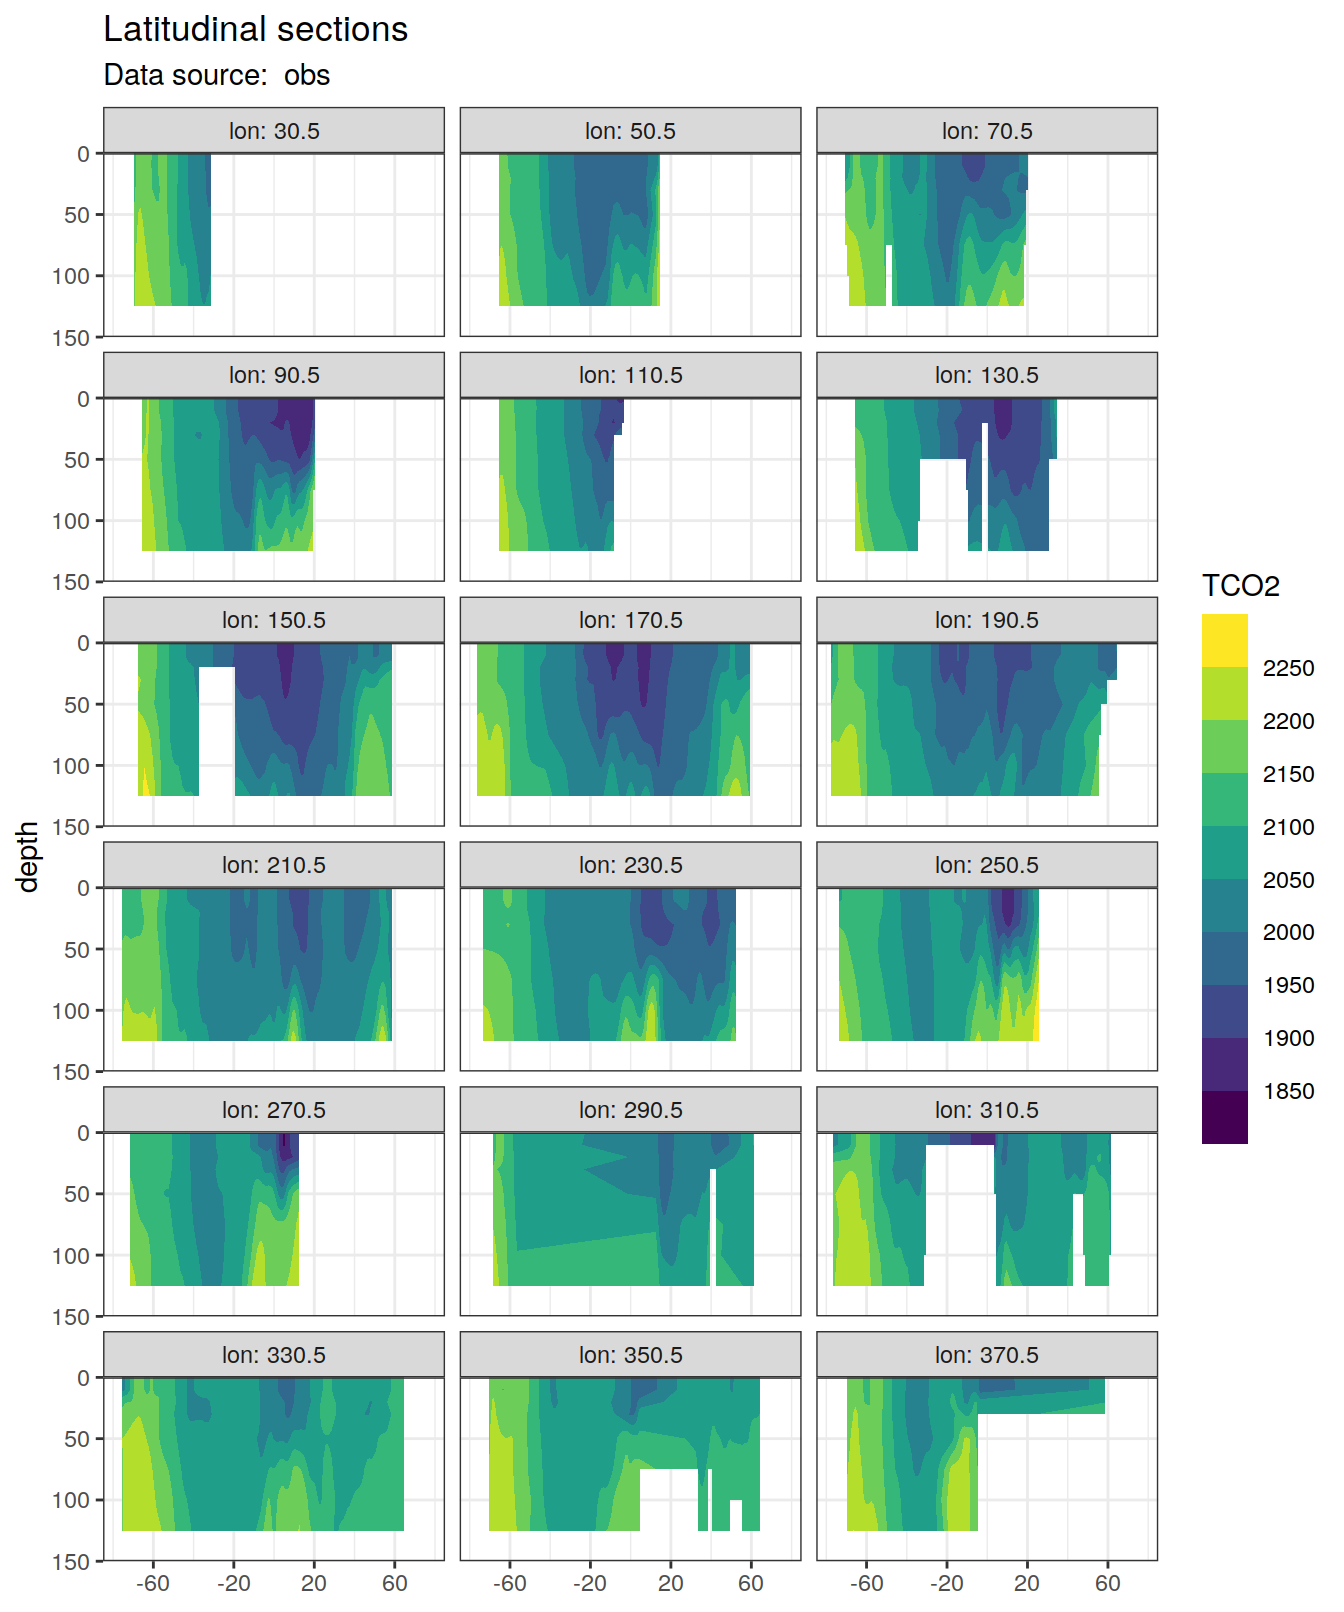 Latitudinal sections
Data source:  obs
lon: 30.5
lon: 50.5
lon: 70.5
0
50
100
150
lon: 90.5
lon: 110.5
lon: 130.5
0
50
100
150
lon: 150.5
lon: 170.5
lon: 190.5
0
50
100
150
lon: 210.5
lon: 230.5
lon: 250.5
0
50
100
150
lon: 270.5
lon: 290.5
lon: 310.5
0
50
100
150
lon: 330.5
lon: 350.5
lon: 370.5
0
50
100
150
-60 -20 20 60
-60 -20 20 60
-60 -20 20 60
depth
TCO2
2250
2200
2150
2100
2050
2000
1950
1900
1850